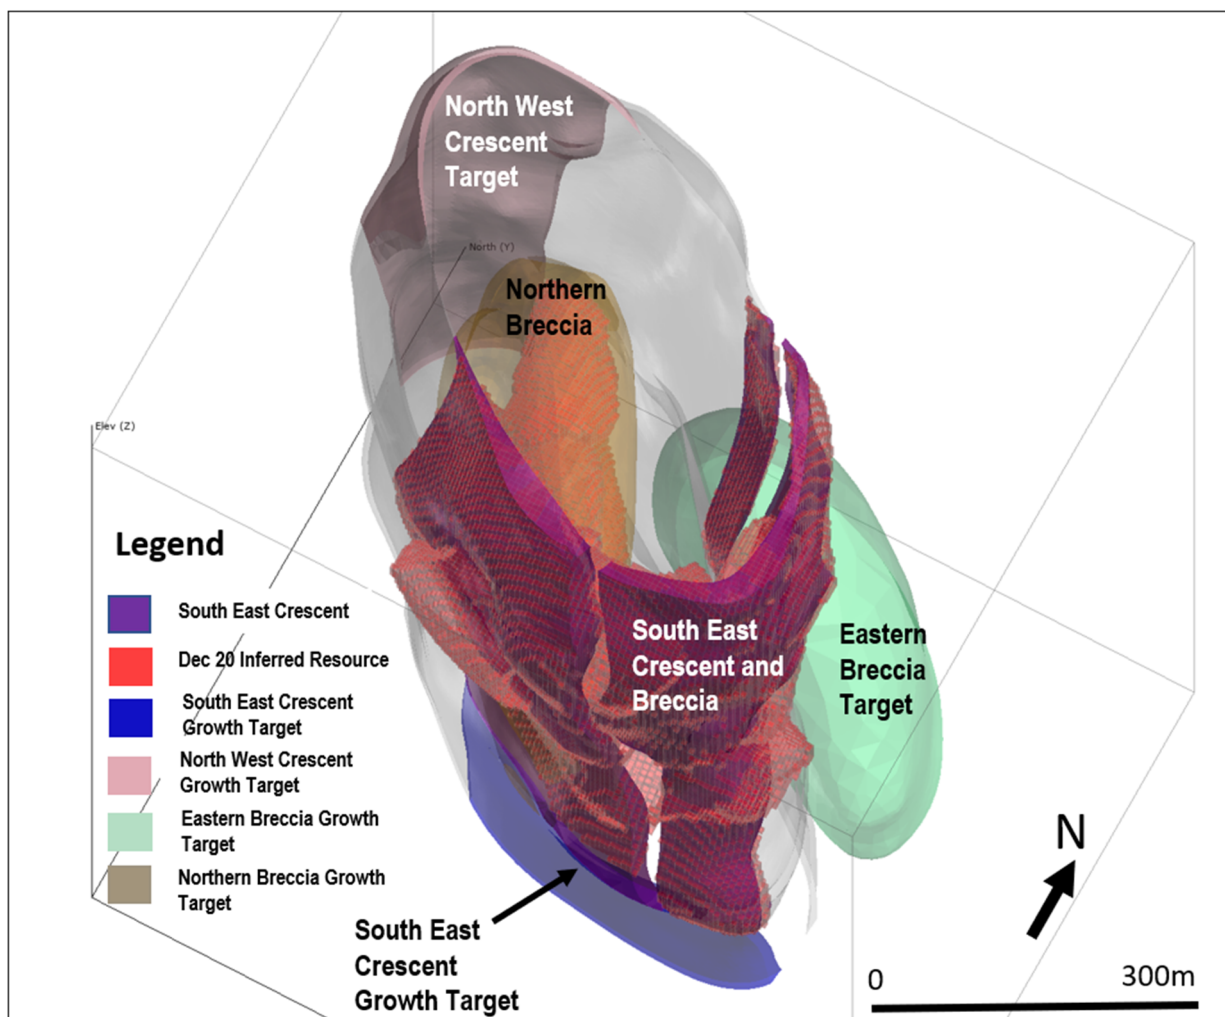 North West
Crescent
Target
North (Y)
Northern
Breccia
Elev (Z)
Legend
South East Crescent
Dec 20 Inferred Resource
South East Crescent
Growth Target
North West Crescent
Growth Target
Eastern Breccia Growth
Target
Northern Breccia Growth
Target
South East
Crescent and
Breccia
Eastern
Breccia
Target
South East
Crescent
Growth Target
N
0
300m